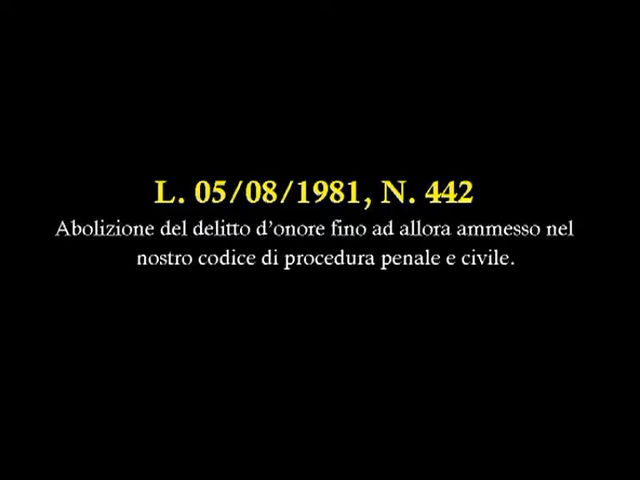 L. 05/08/1981, N. 442
Abolizione del delitto d'onore fino ad allora ammesso nel
nostro codice di procedura penale e civile.